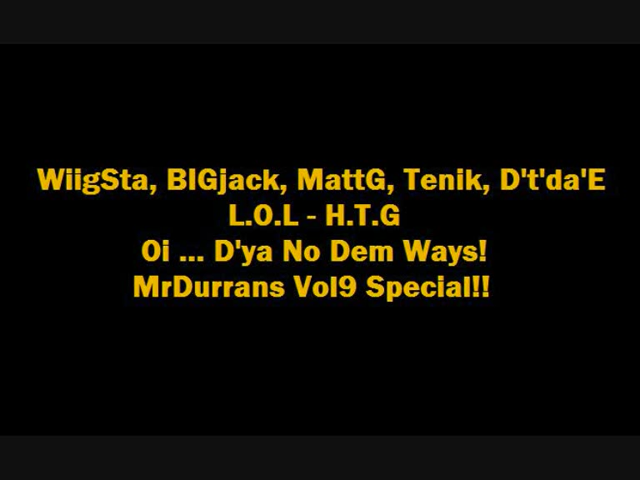 WiigSta, BIGjack, MattG, Tenik, D't'da'E
L.O.L - H.T.G
Oi ... D'ya No Dem Ways!
MrDurrans Vol9 Special!!